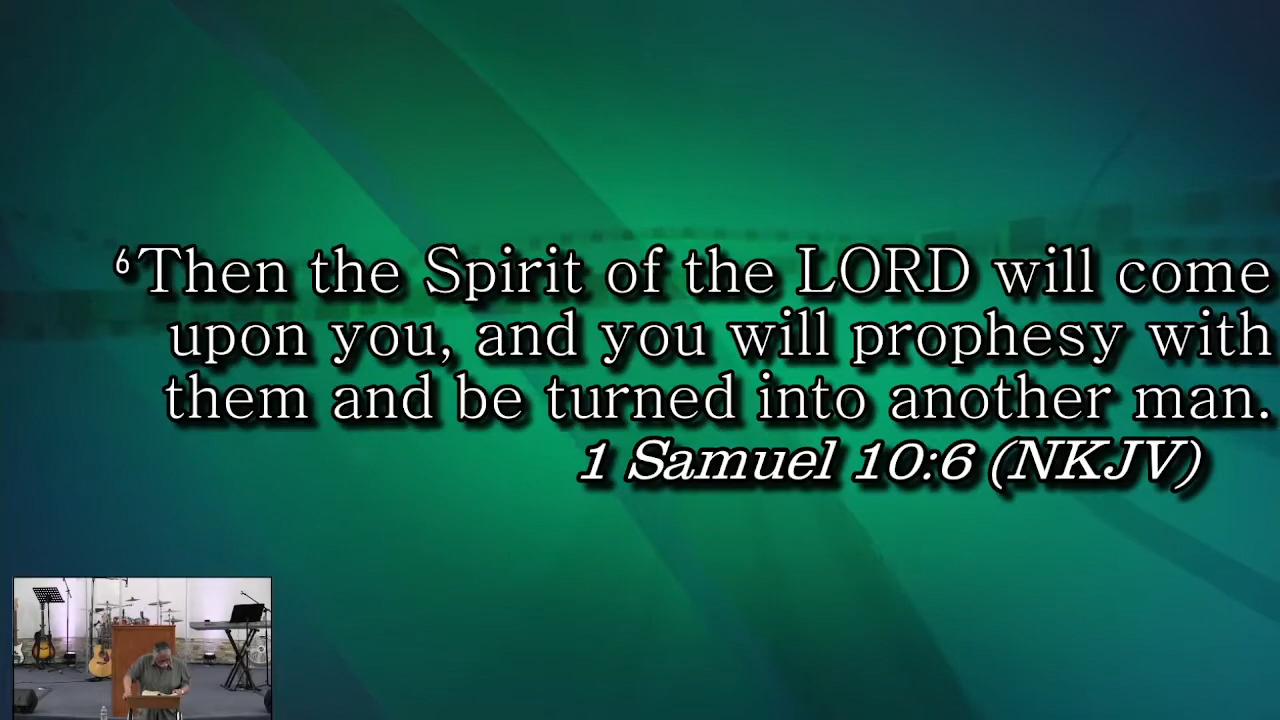 ⁶Then the Spirit of the LORD will come
upon you, and you will prophesy with
them and be turned into another man.
1 Samuel 10:6 (NKJV)